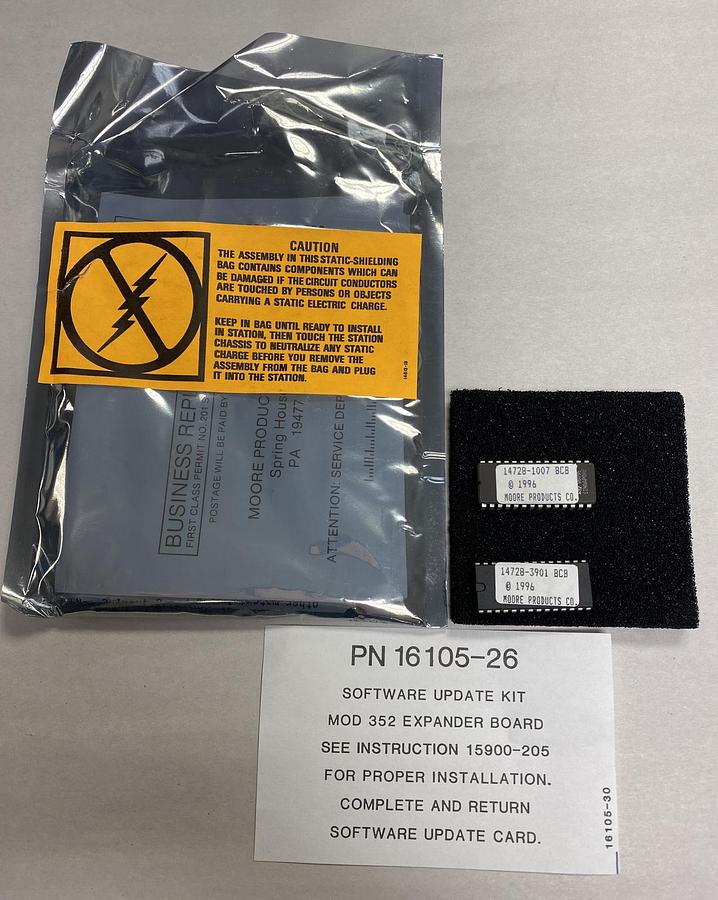 CAUTION
THE ASSEMBLY IN THIS STATIC-SHIELDING
BAG CONTAINS COMPONENTS WHICH CAN
BE DAMAGED IF THE CIRCUIT CONDUCTORS
ARE TOUCHED BY PERSONS OR OBJECTS
CARRYING A STATIC ELECTRIC CHARGE.
KEEP IN BAG UNTIL READY TO INSTALL
IN STATION, THEN TOUCH THE STATION
CHASSIS TO NEUTRALIZE ANY STATIC
CHARGE BEFORE YOU REMOVE THE
ASSEMBLY FROM THE BAG AND PLUG
IT INTO THE STATION.
BUSINESS REPL
FIRST CLASS PERMIT NO. 201 S
POSTAGE WILL BE PAID BY
MOORE PRODUC
Spring Hous
PA 19477
ATTENTION: SERVICE DEP
14728-1007 BCB
© 1996
MOORE PRODUCTS CO.
14728-3901 BCB
© 1996
MOORE PRODUCTS CO.
PN 16105-26
SOFTWARE UPDATE KIT
MOD 352 EXPANDER BOARD
SEE INSTRUCTION 15900-205
FOR PROPER INSTALLATION.
COMPLETE AND RETURN
SOFTWARE UPDATE CARD.
16105-30